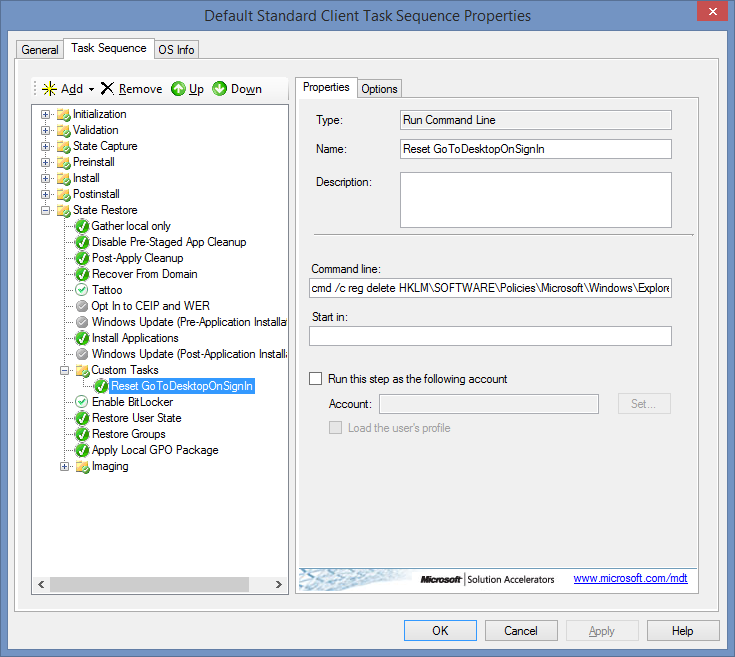 Default Standard Client Task Sequence Properties
General Task Sequence OS Info
Add Remove Up Down
Initialization
Validation
State Capture
Preinstall
Install
Postinstall
State Restore
Gather local only
Disable Pre-Staged App Cleanup
Post-Apply Cleanup
Recover From Domain
Tattoo
Opt In to CEIP and WER
Windows Update (Pre-Application Installa
Install Applications
Windows Update (Post-Application Install
Custom Tasks
Reset GoToDesktopOnSignIn
Enable BitLocker
Restore User State
Restore Groups
Apply Local GPO Package
Imaging
Properties Options
Type: Run Command Line
Name: Reset GoToDesktopOnSignIn
Description:
Command line:
cmd /c reg delete HKLM\SOFTWARE\Policies\Microsoft\Windows\Explore
Start in:
Run this step as the following account
Account: Set...
Load the user's profile
Microsoft Solution Accelerators www.microsoft.com/mdt
OK Cancel Apply Help